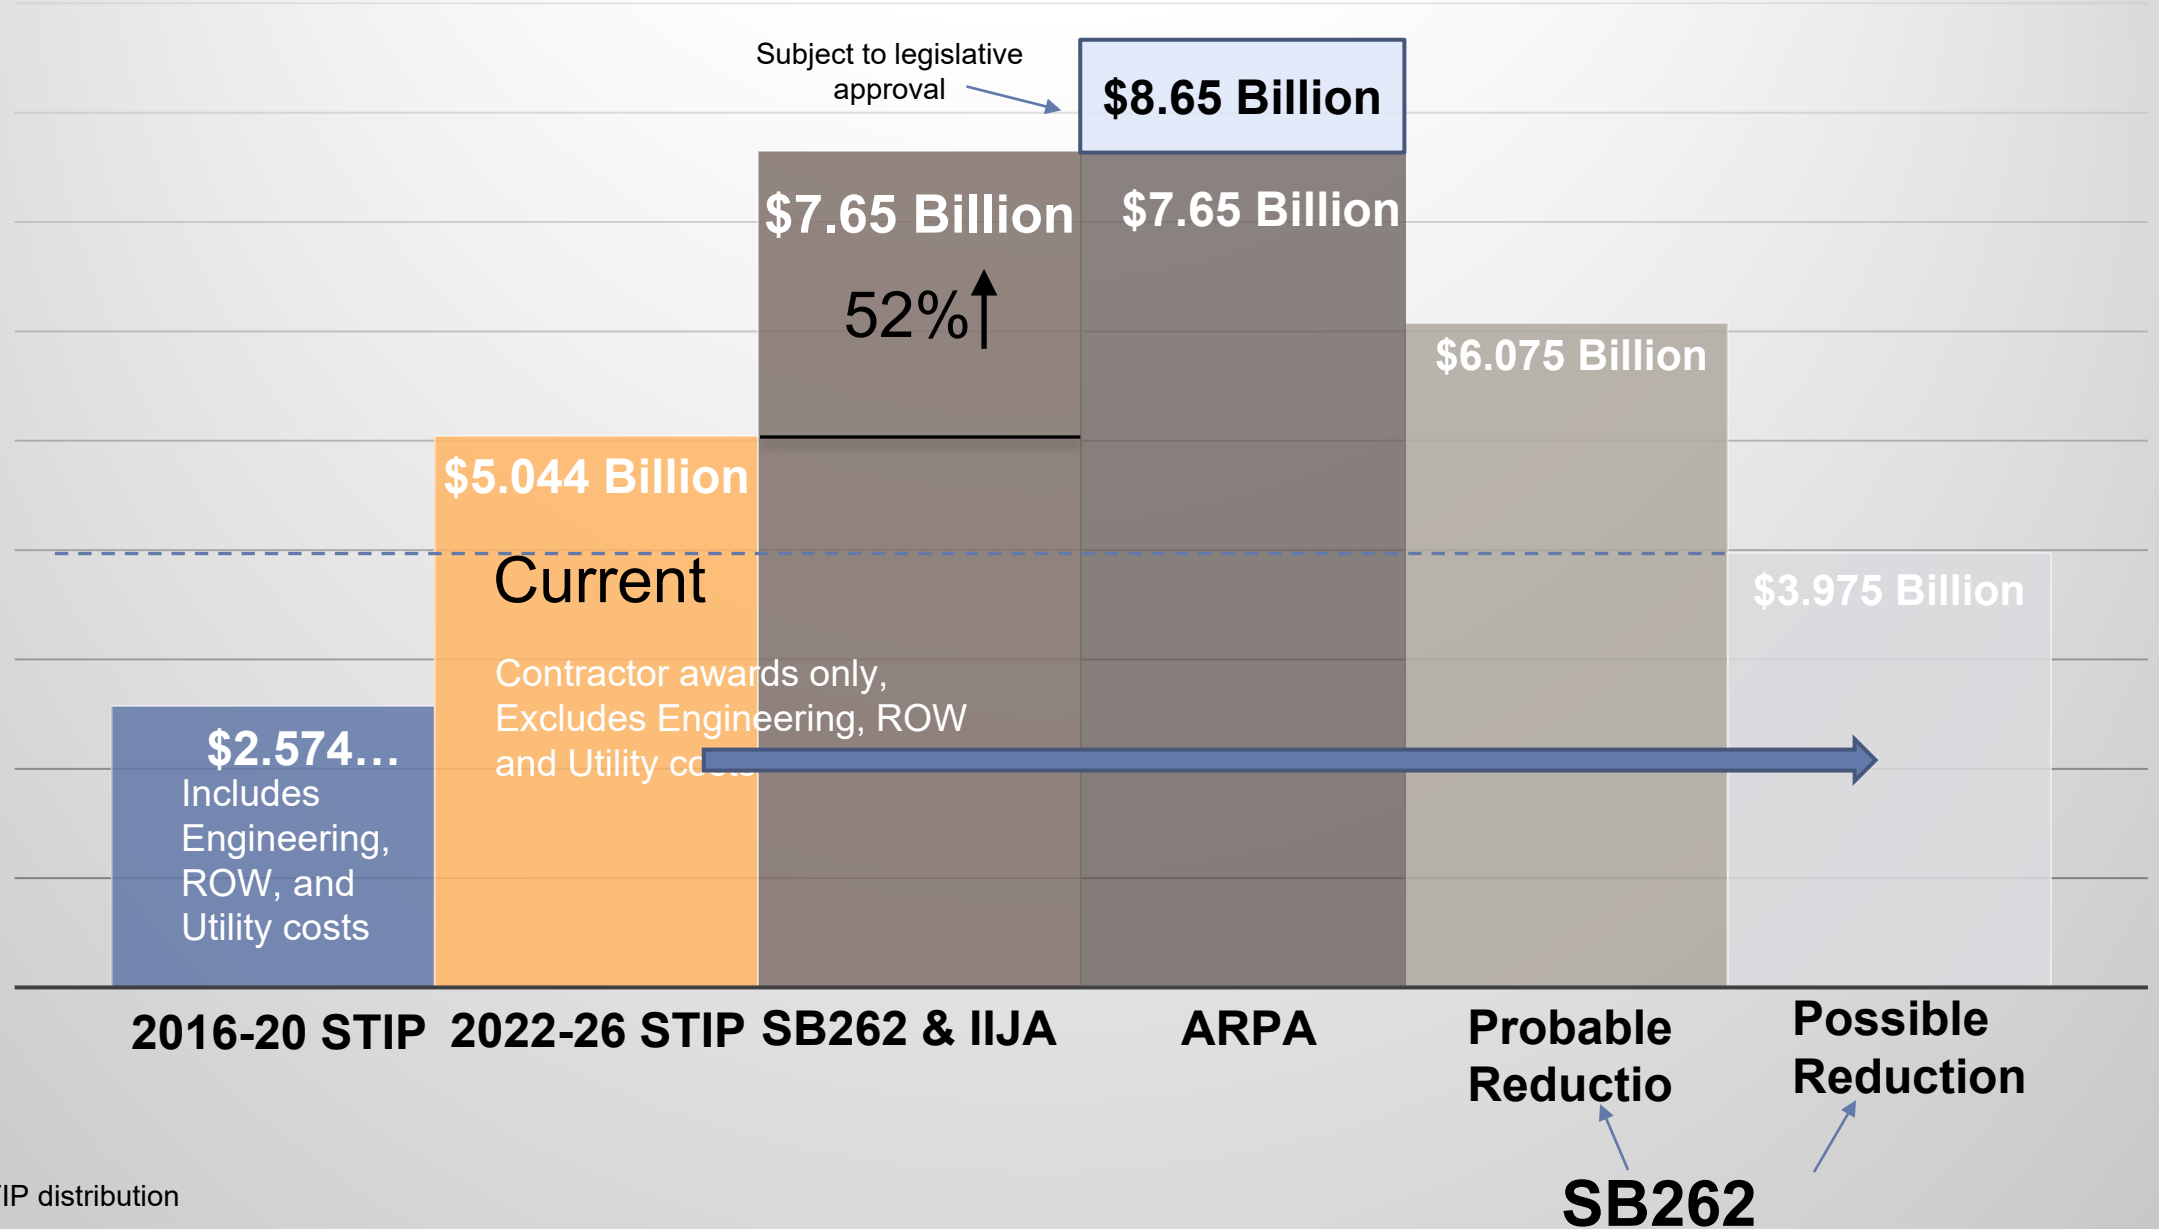 Subject to legislative
approval
$8.65 Billion
$7.65 Billion
$7.65 Billion
52%
$6.075 Billion
$5.044 Billion
Current
$3.975 Billion
Contractor awards only,
Excludes Engineering, ROW
and Utility costs
$2.574…
Includes
Engineering,
ROW, and
Utility costs
2016-20 STIP
2022-26 STIP
SB262 & IIJA
ARPA
Probable
Reductio
Possible
Reduction
SB262
TIP distribution